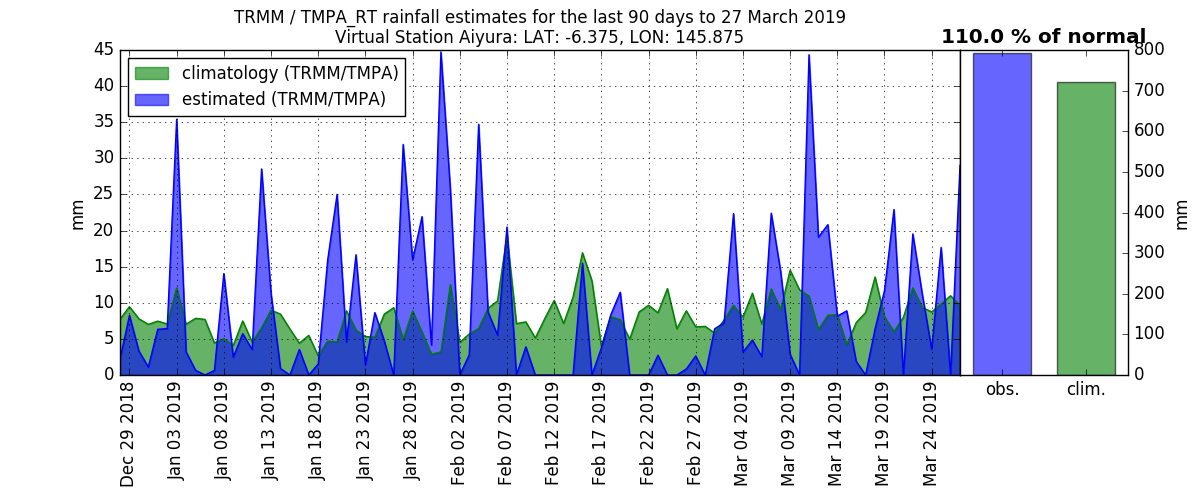 TRMM / TMPA_RT rainfall estimates for the last 90 days to 27 March 2019
Virtual Station Aiyura: LAT: -6.375, LON: 145.875
110.0 % of normal
climatology (TRMM/TMPA)
estimated (TRMM/TMPA)
45
40
35
30
25
20
15
10
5
0
mm
800
700
600
500
400
300
200
100
0
mm
Dec 29 2018
Jan 03 2019
Jan 08 2019
Jan 13 2019
Jan 18 2019
Jan 23 2019
Jan 28 2019
Feb 02 2019
Feb 07 2019
Feb 12 2019
Feb 17 2019
Feb 22 2019
Feb 27 2019
Mar 04 2019
Mar 09 2019
Mar 14 2019
Mar 19 2019
Mar 24 2019
obs.
clim.